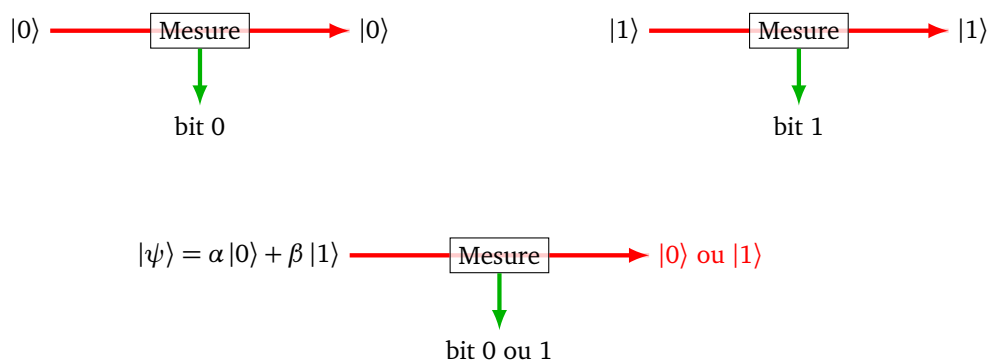 |0⟩ Mesure |0⟩ |1⟩ Mesure |1⟩
bit 0 bit 1
|ψ⟩ = α |0⟩ + β |1⟩ Mesure |0⟩ ou |1⟩
bit 0 ou 1